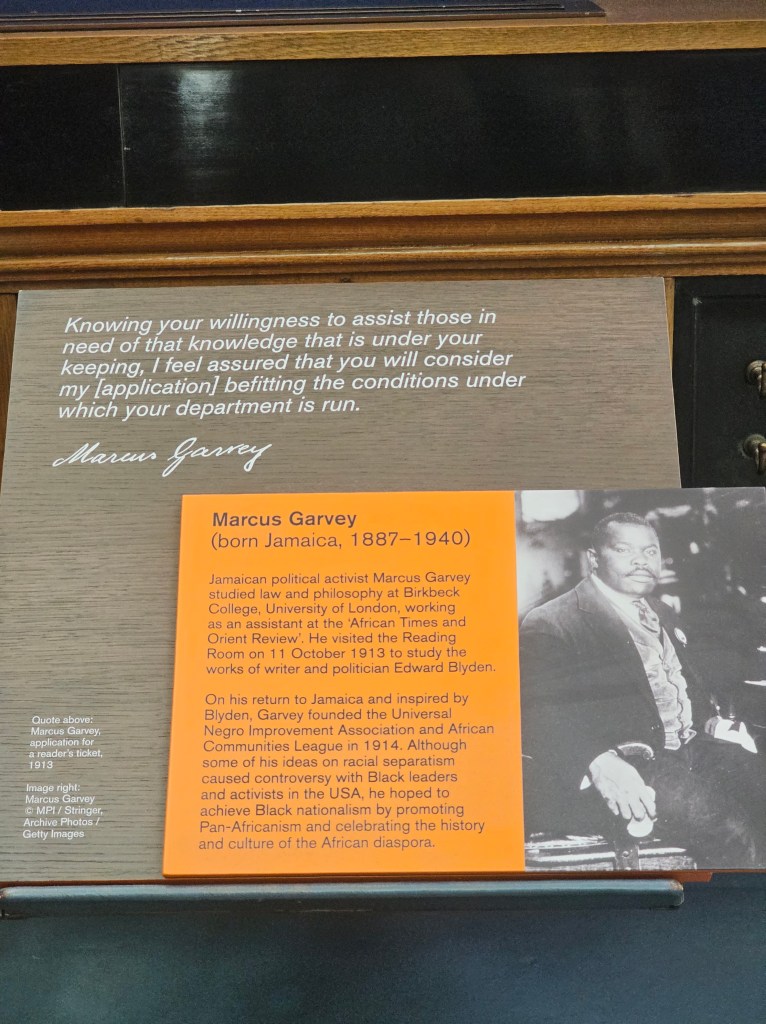 Knowing your willingness to assist those in
need of that knowledge that is under your
keeping, I feel assured that you will consider
my [application] befitting the conditions under
which your department is run.
Marcus Garvey
Marcus Garvey
(born Jamaica, 1887–1940)
Jamaican political activist Marcus Garvey
studied law and philosophy at Birkbeck
College, University of London, working
as an assistant at the ‘African Times and
Orient Review’. He visited the Reading
Room on 11 October 1913 to study the
works of writer and politician Edward Blyden.
On his return to Jamaica and inspired by
Blyden, Garvey founded the Universal
Negro Improvement Association and African
Communities League in 1914. Although
some of his ideas on racial separatism
caused controversy with Black leaders
and activists in the USA, he hoped to
achieve Black nationalism by promoting
Pan-Africanism and celebrating the history
and culture of the African diaspora.
Quote above:
Marcus Garvey,
application for
a reader's ticket,
1913
Image right:
Marcus Garvey
© MPI / Stringer,
Archive Photos /
Getty Images